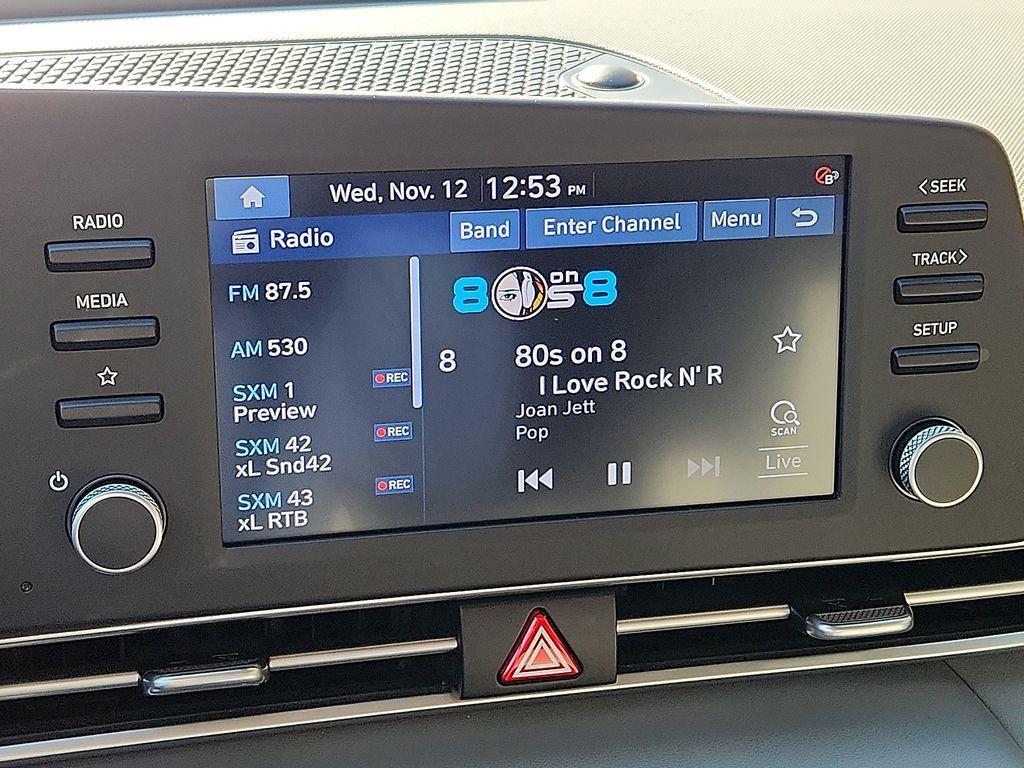 RADIO
MEDIA
Wed, Nov. 12 12:53 PM
Radio
Band
Enter Channel
Menu
FM 87.5
AM 530
SXM 1
Preview
REC
SXM 42
xL Snd42
REC
SXM 43
xL RTB
REC
80s on 8
8
80s on 8
I Love Rock N' R
Joan Jett
Pop
SCAN
Live
<SEEK
TRACK>
SETUP